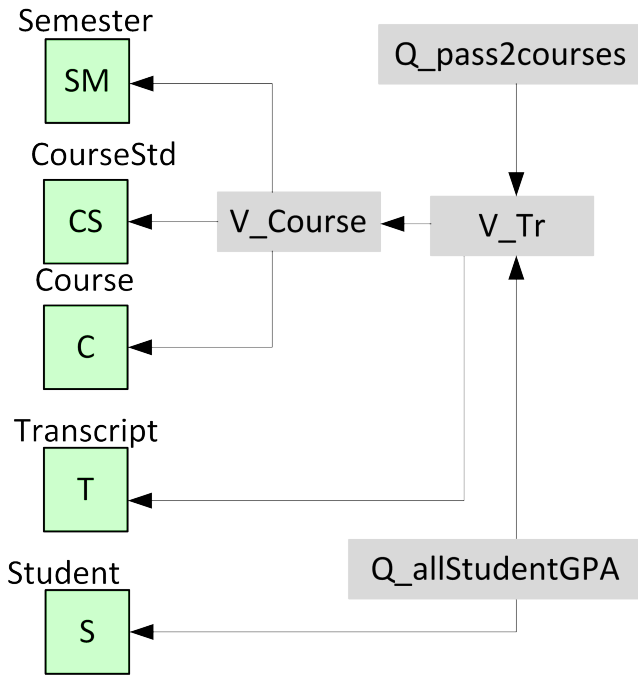 Semester
SM
Q_pass2courses
CourseStd
CS
V_Course
V_Tr
Course
C
Transcript
T
Q_allStudentGPA
Student
S